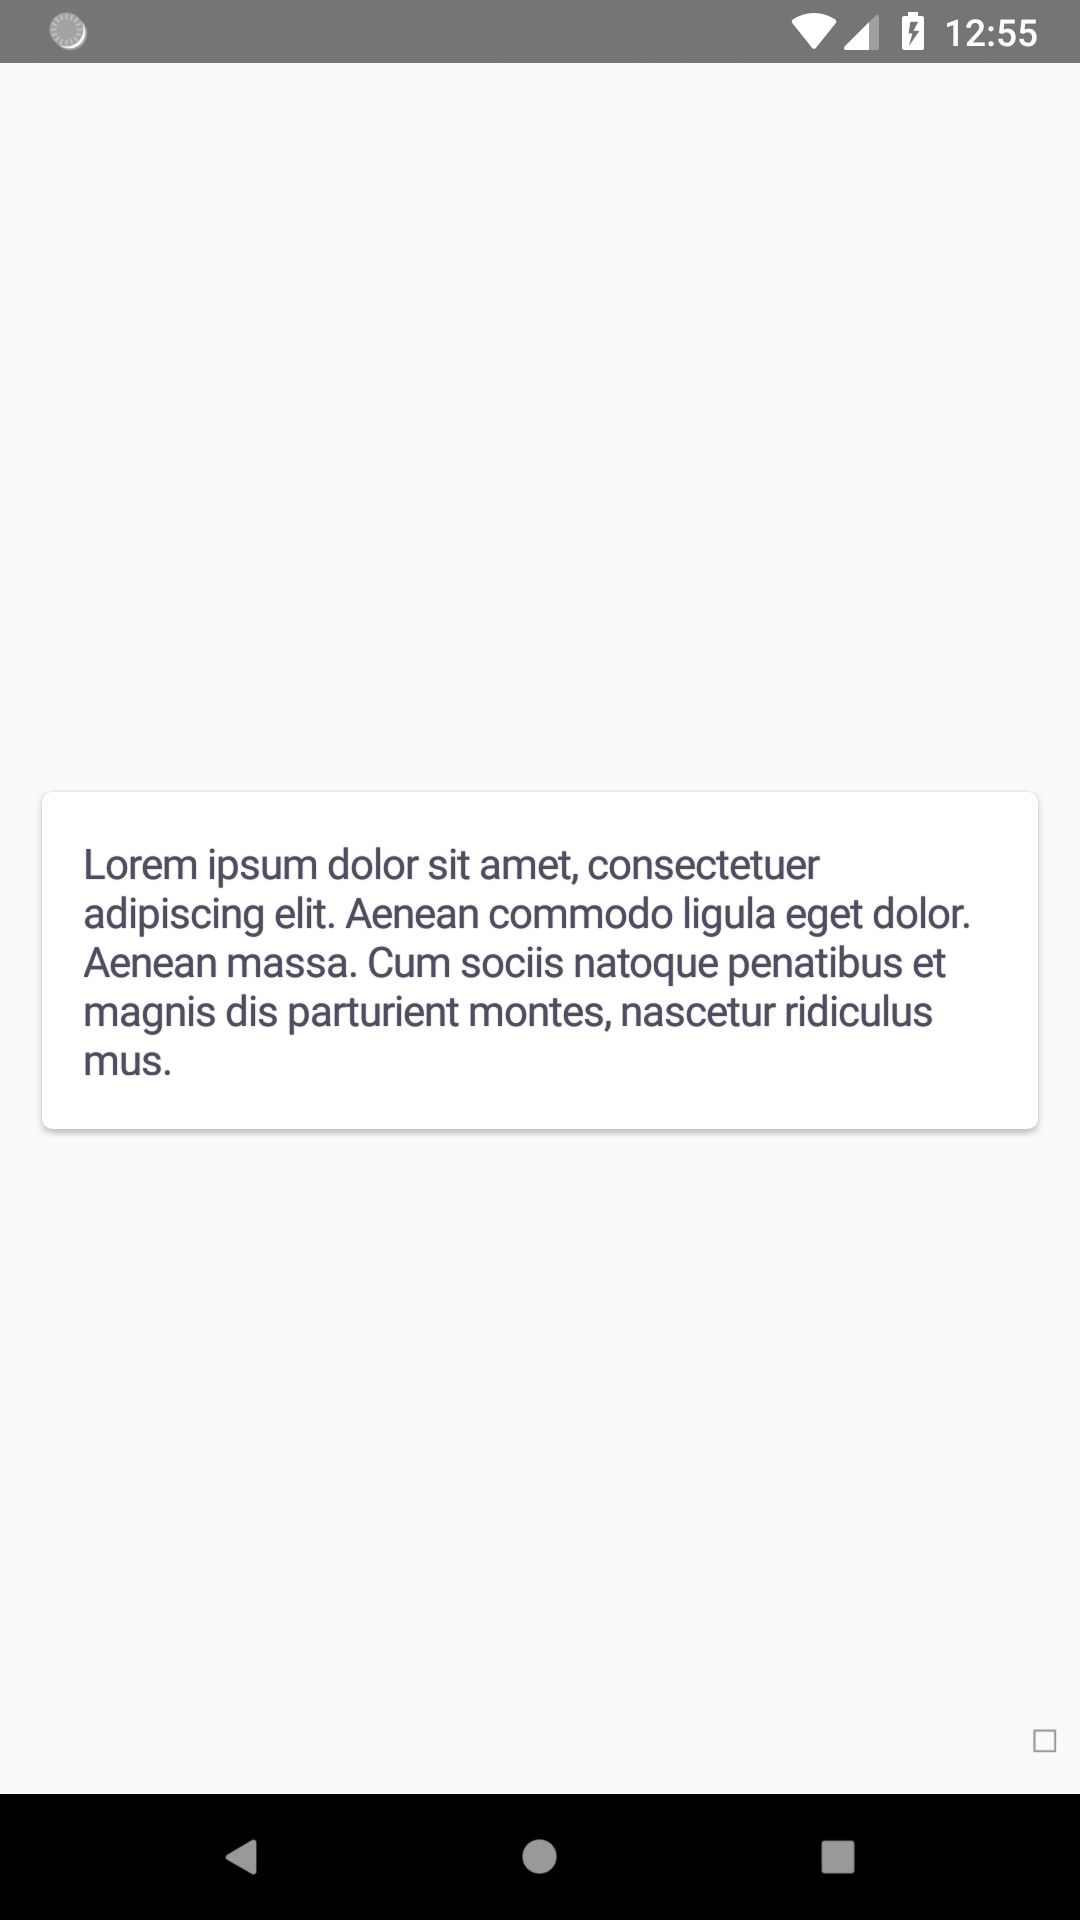 12:55
Lorem ipsum dolor sit amet, consectetuer
adipiscing elit. Aenean commodo ligula eget dolor.
Aenean massa. Cum sociis natoque penatibus et
magnis dis parturient montes, nascetur ridiculus
mus.